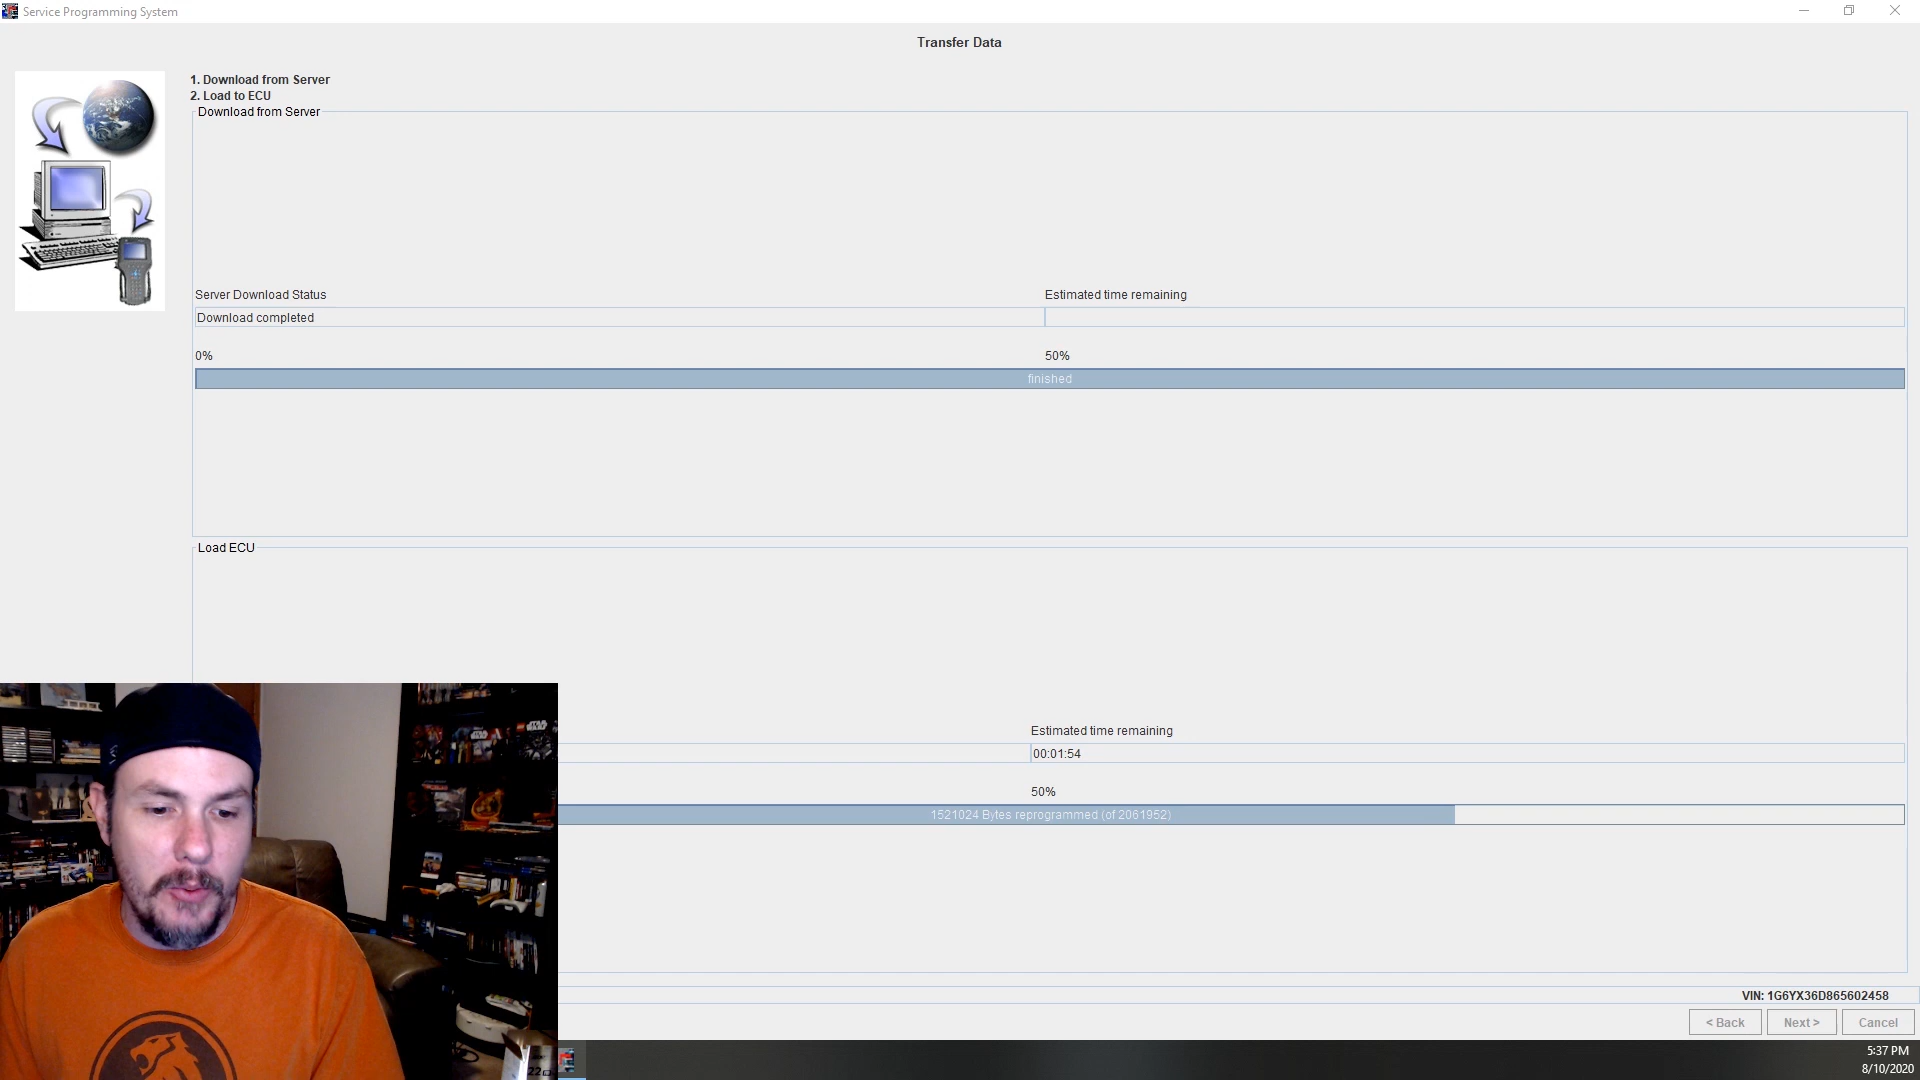 Service Programming System
Transfer Data
1. Download from Server
2. Load to ECU
Download from Server
Server Download Status
Estimated time remaining
Download completed
0%
50%
finished
Load ECU
Estimated time remaining
00:01:54
50%
1521024 Bytes reprogrammed (of 2061952)
VIN: 1G6YX36D865602458
< Back
Next >
Cancel
5:37 PM
8/10/2020